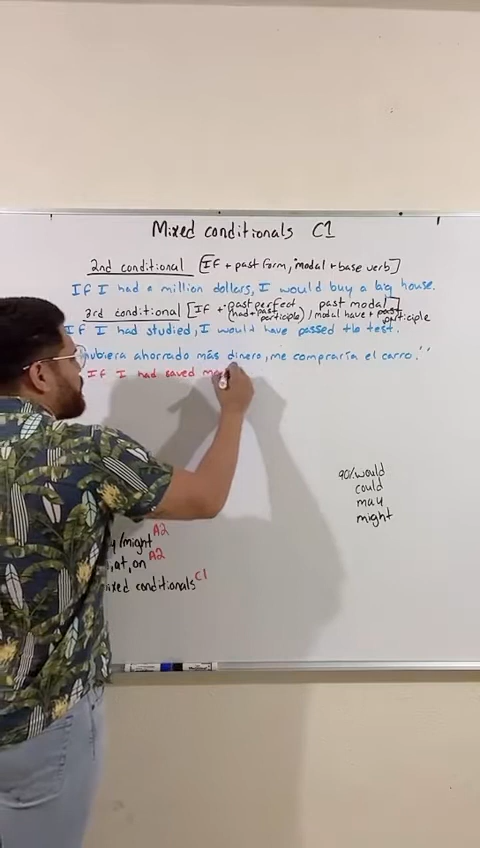 Mixed conditionals C1
2nd conditional [IF + past form, modal + base verb]
IF I had a million dollars, I would buy a big house.
3rd conditional [IF + past perfect, past modal]
(had + past participle) / modal have + past participle
IF I had studied, I would have passed the test.
hubiera ahorrado más dinero, me compraría el carro."
IF I had saved
90% would
could
may
might
/might A2
,at, on A2
ixed conditionals C1